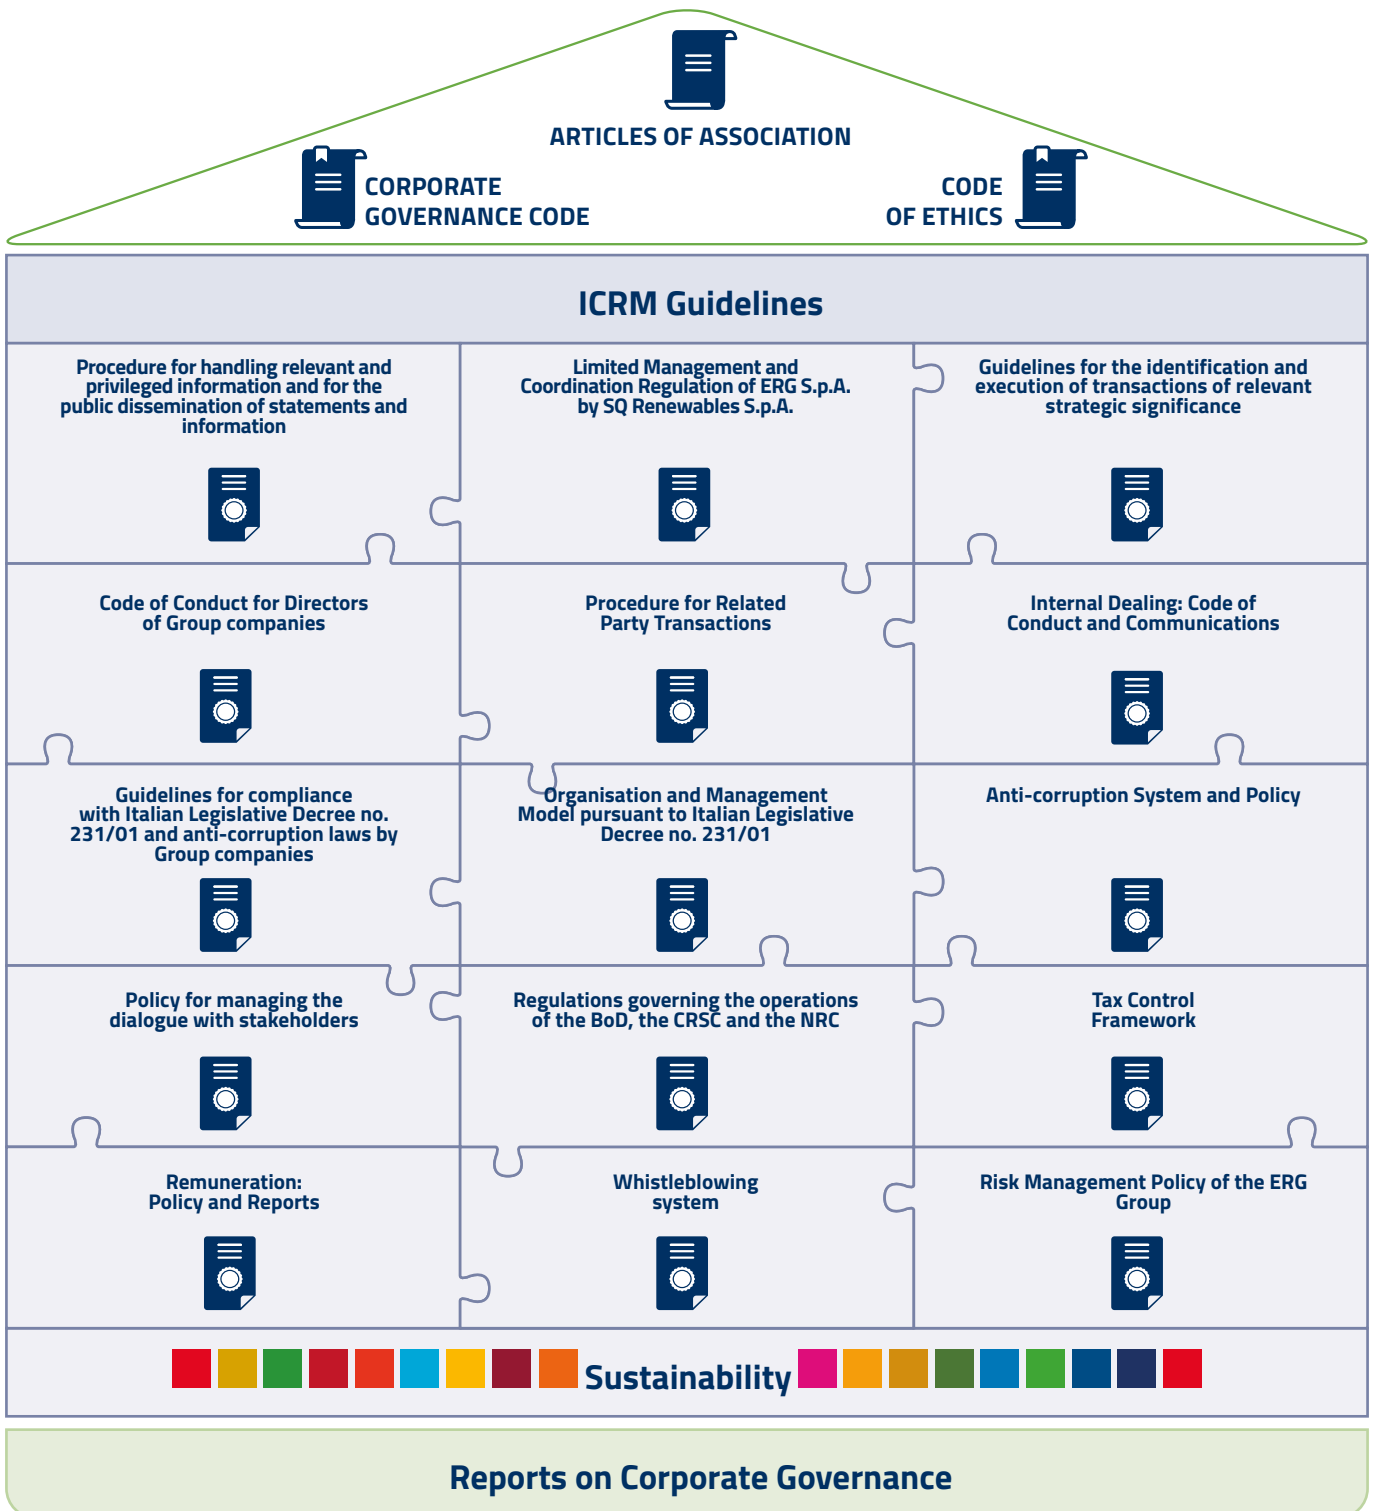 ARTICLES OF ASSOCIATION
CORPORATE
GOVERNANCE CODE
CODE
OF ETHICS
ICRM Guidelines
Procedure for handling relevant and
privileged information and for the
public dissemination of statements and
information
Limited Management and
Coordination Regulation of ERG S.p.A.
by SQ Renewables S.p.A.
Guidelines for the identification and
execution of transactions of relevant
strategic significance
Code of Conduct for Directors
of Group companies
Procedure for Related
Party Transactions
Internal Dealing: Code of
Conduct and Communications
Guidelines for compliance
with Italian Legislative Decree no.
231/01 and anti-corruption laws by
Group companies
Organisation and Management
Model pursuant to Italian Legislative
Decree no. 231/01
Anti-corruption System and Policy
Policy for managing the
dialogue with stakeholders
Regulations governing the operations
of the BoD, the CRSC and the NRC
Tax Control
Framework
Remuneration:
Policy and Reports
Whistleblowing
system
Risk Management Policy of the ERG
Group
Sustainability
Reports on Corporate Governance